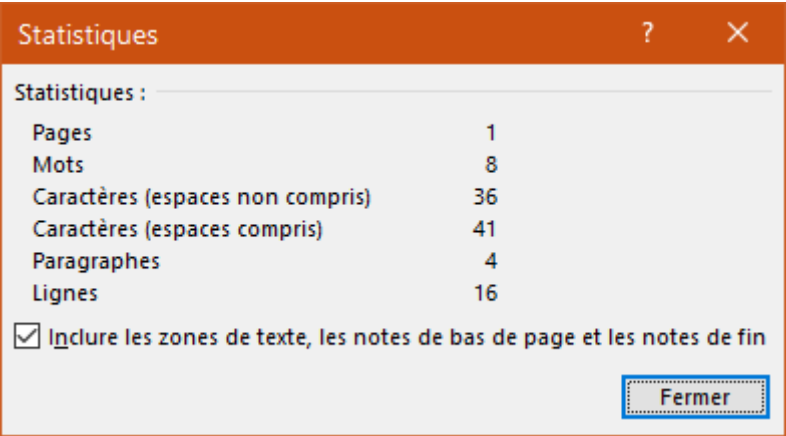 Statistiques ?
Statistiques :
Pages 1
Mots 8
Caractères (espaces non compris) 36
Caractères (espaces compris) 41
Paragraphes 4
Lignes 16
Inclure les zones de texte, les notes de bas de page et les notes de fin
Fermer